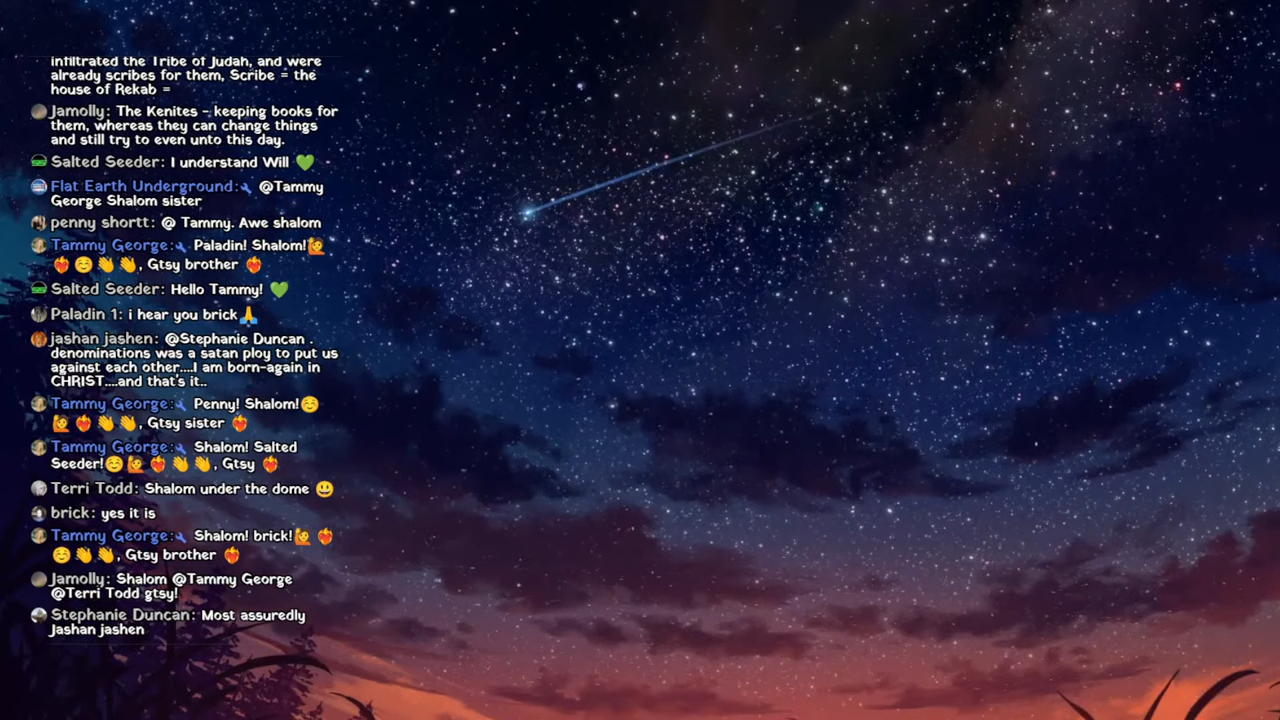 infiltrated the Tribe of Judah, and were
already scribes for them, Scribe = the
house of Rekab =
Jamolly: The Kenites - keeping books for
them, whereas they can change things
and still try to even unto this day.
Salted Seeder: I understand Will 💚
Flat Earth Underground: @Tammy
George Shalom sister
penny shortt: @ Tammy. Awe shalom
Tammy George: Paladin! Shalom!🙋
❤️‍🔥☺️👋👋, Gtsy brother ❤️‍🔥
Salted Seeder: Hello Tammy! 💚
Paladin 1: i hear you brick🙏
jashan jashen: @Stephanie Duncan .
denominations was a satan ploy to put us
against each other....I am born-again in
CHRIST....and that's it..
Tammy George: Penny! Shalom!☺️
🙋❤️‍🔥👋👋, Gtsy sister ❤️‍🔥
Tammy George: Shalom! Salted
Seeder!☺️🙋❤️‍🔥👋👋, Gtsy ❤️‍🔥
Terri Todd: Shalom under the dome 😃
brick: yes it is
Tammy George: Shalom! brick!🙋❤️‍🔥
☺️👋👋, Gtsy brother ❤️‍🔥
Jamolly: Shalom @Tammy George
@Terri Todd gtsy!
Stephanie Duncan: Most assuredly
Jashan jashen